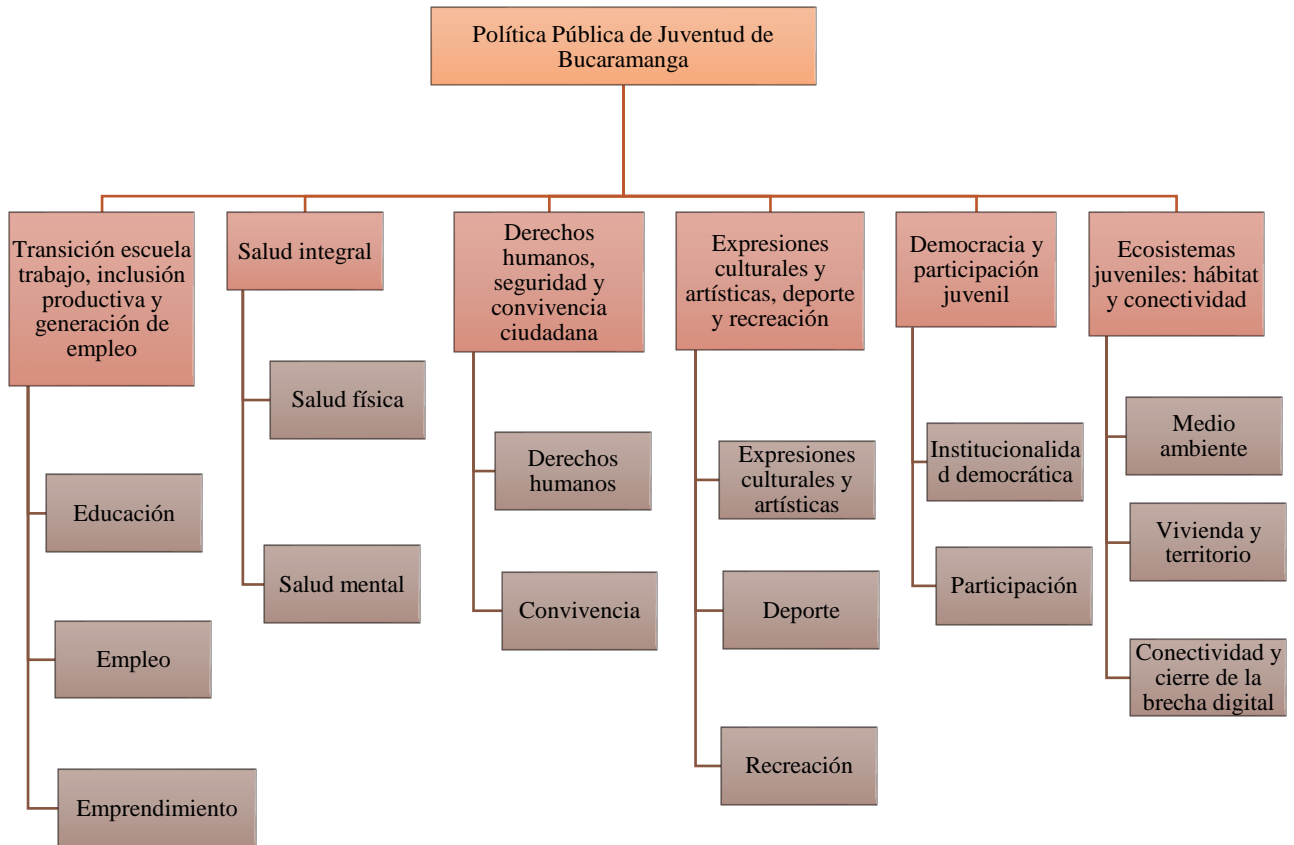 Política Pública de Juventud de
Bucaramanga
Transición escuela
trabajo, inclusión
productiva y
generación de
empleo
Educación
Empleo
Emprendimiento
Salud integral
Salud física
Salud mental
Derechos
humanos,
seguridad y
convivencia
ciudadana
Derechos
humanos
Convivencia
Expresiones
culturales y
artísticas, deporte
y recreación
Expresiones
culturales y
artísticas
Deporte
Recreación
Democracia y
participación
juvenil
Institucionalida
d democrática
Participación
Ecosistemas
juveniles: hábitat
y conectividad
Medio
ambiente
Vivienda y
territorio
Conectividad y
cierre de la
brecha digital